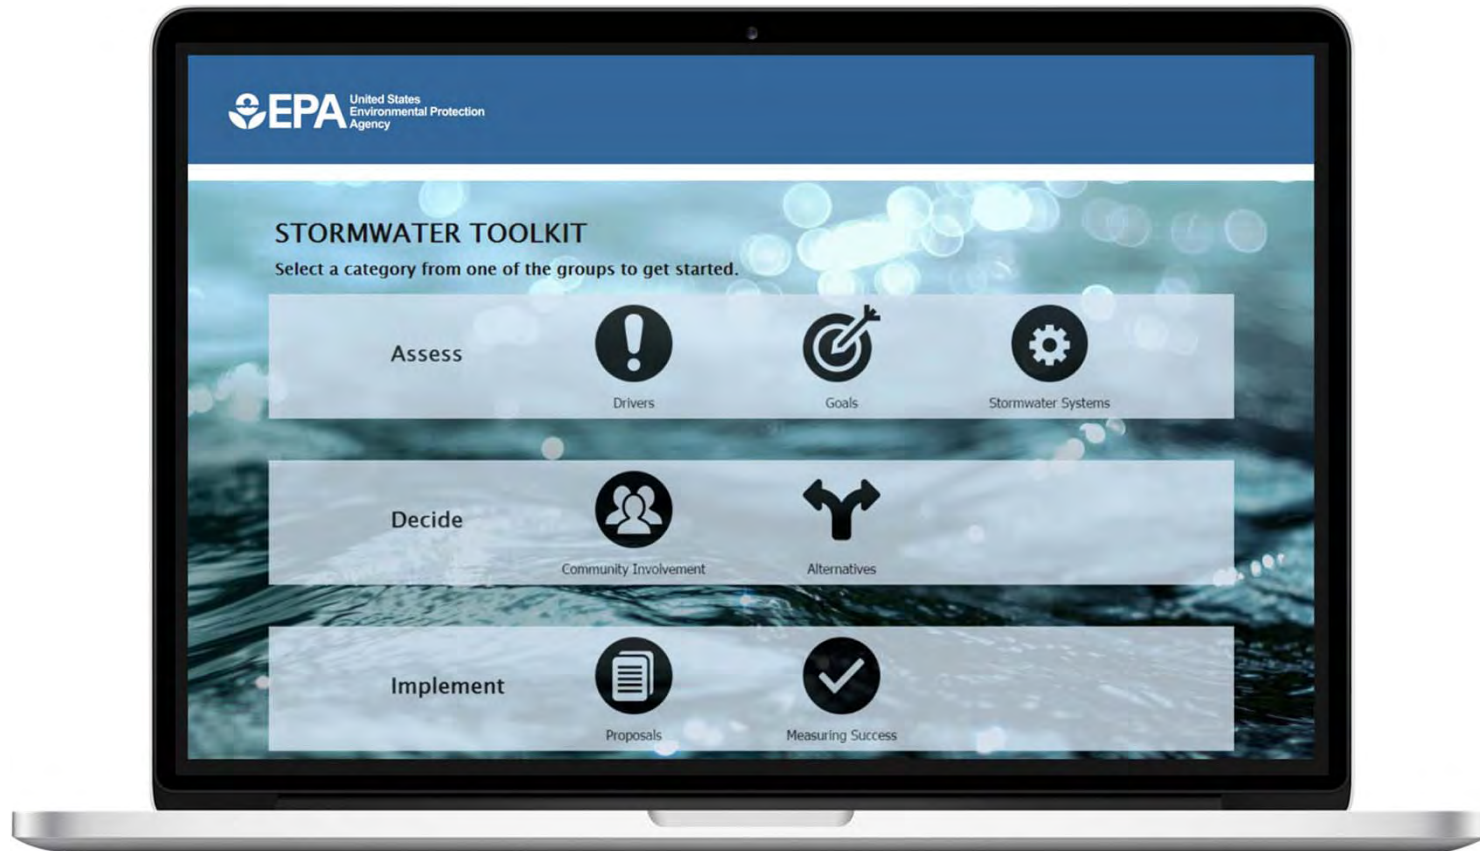 EPA
United States
Environmental Protection
Agency
STORMWATER TOOLKIT
Select a category from one of the groups to get started.
Assess
Drivers
Goals
Stormwater Systems
Decide
Community Involvement
Alternatives
Implement
Proposals
Measuring Success